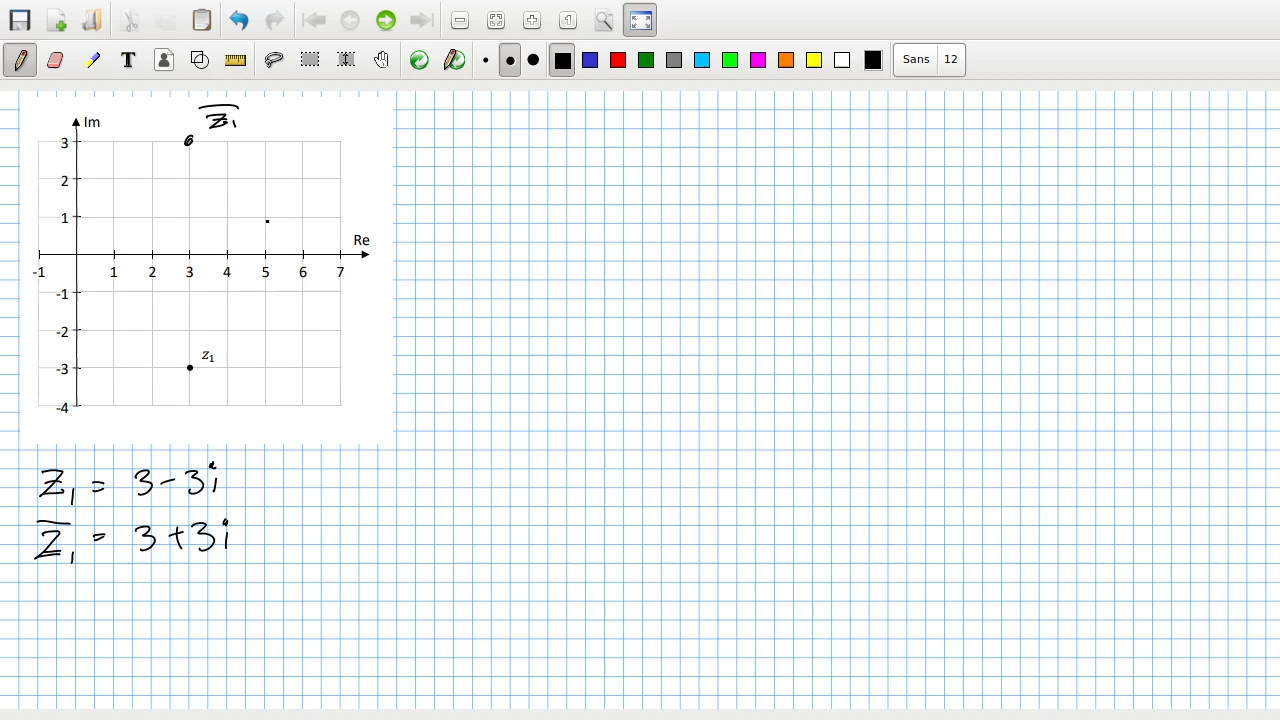 Sans 12
Im
z̅₁
3
2
1
Re
-1 1 2 3 4 5 6 7
-1
-2
z₁
-3
-4
z₁ = 3 - 3i
z̅₁ = 3 + 3i